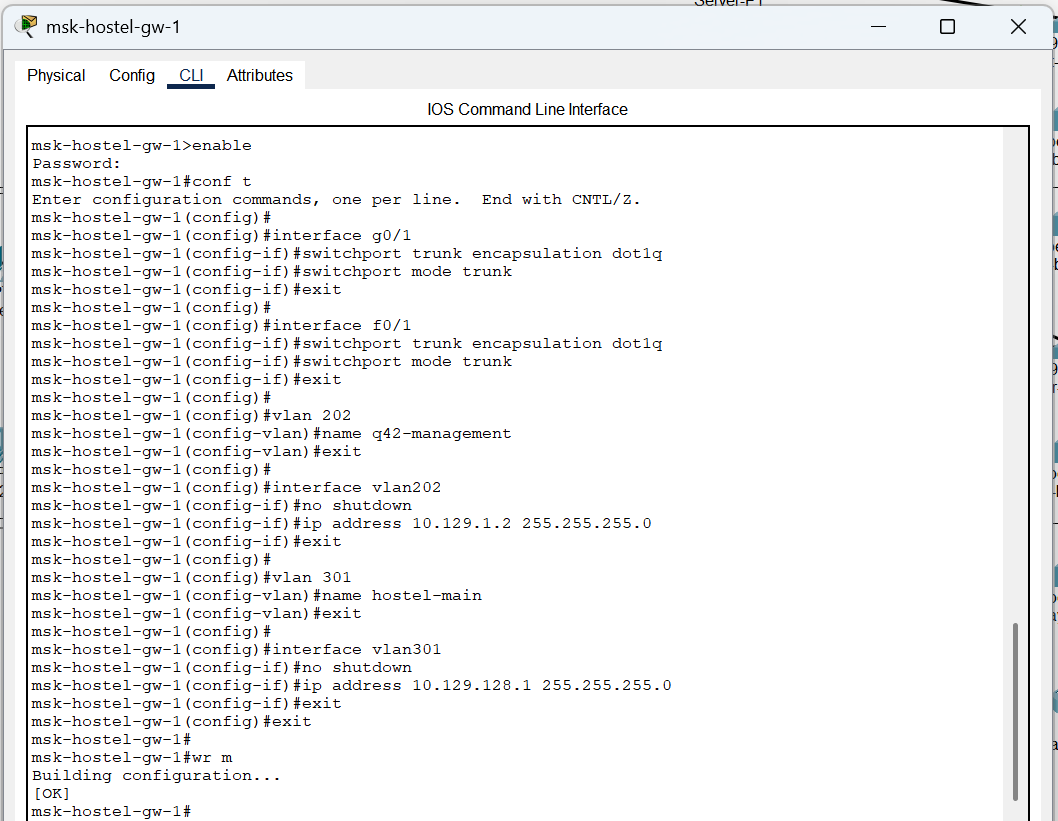 msk-hostel-gw-1
Physical Config CLI Attributes
IOS Command Line Interface
msk-hostel-gw-1>enable
Password:
msk-hostel-gw-1#conf t
Enter configuration commands, one per line.  End with CNTL/Z.
msk-hostel-gw-1(config)#
msk-hostel-gw-1(config)#interface g0/1
msk-hostel-gw-1(config-if)#switchport trunk encapsulation dot1q
msk-hostel-gw-1(config-if)#switchport mode trunk
msk-hostel-gw-1(config-if)#exit
msk-hostel-gw-1(config)#
msk-hostel-gw-1(config)#interface f0/1
msk-hostel-gw-1(config-if)#switchport trunk encapsulation dot1q
msk-hostel-gw-1(config-if)#switchport mode trunk
msk-hostel-gw-1(config-if)#exit
msk-hostel-gw-1(config)#
msk-hostel-gw-1(config)#vlan 202
msk-hostel-gw-1(config-vlan)#name q42-management
msk-hostel-gw-1(config-vlan)#exit
msk-hostel-gw-1(config)#
msk-hostel-gw-1(config)#interface vlan202
msk-hostel-gw-1(config-if)#no shutdown
msk-hostel-gw-1(config-if)#ip address 10.129.1.2 255.255.255.0
msk-hostel-gw-1(config-if)#exit
msk-hostel-gw-1(config)#
msk-hostel-gw-1(config)#vlan 301
msk-hostel-gw-1(config-vlan)#name hostel-main
msk-hostel-gw-1(config-vlan)#exit
msk-hostel-gw-1(config)#
msk-hostel-gw-1(config)#interface vlan301
msk-hostel-gw-1(config-if)#no shutdown
msk-hostel-gw-1(config-if)#ip address 10.129.128.1 255.255.255.0
msk-hostel-gw-1(config-if)#exit
msk-hostel-gw-1(config)#exit
msk-hostel-gw-1#
msk-hostel-gw-1#wr m
Building configuration...
[OK]
msk-hostel-gw-1#